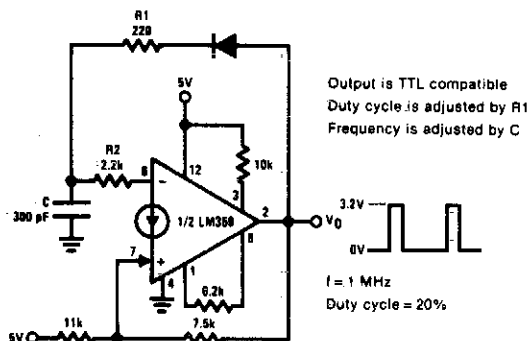 R1
220
5V
Output is TTL compatible
Duty cycle is adjusted by R1
Frequency is adjusted by C
R2
2.2k
12
10k
C
300 pF
6
−
3
1/2 LM359
2
VO
3.2V
0V
7
+
4
1
8
6.2k
f = 1 MHz
Duty cycle = 20%
5V
11k
7.5k